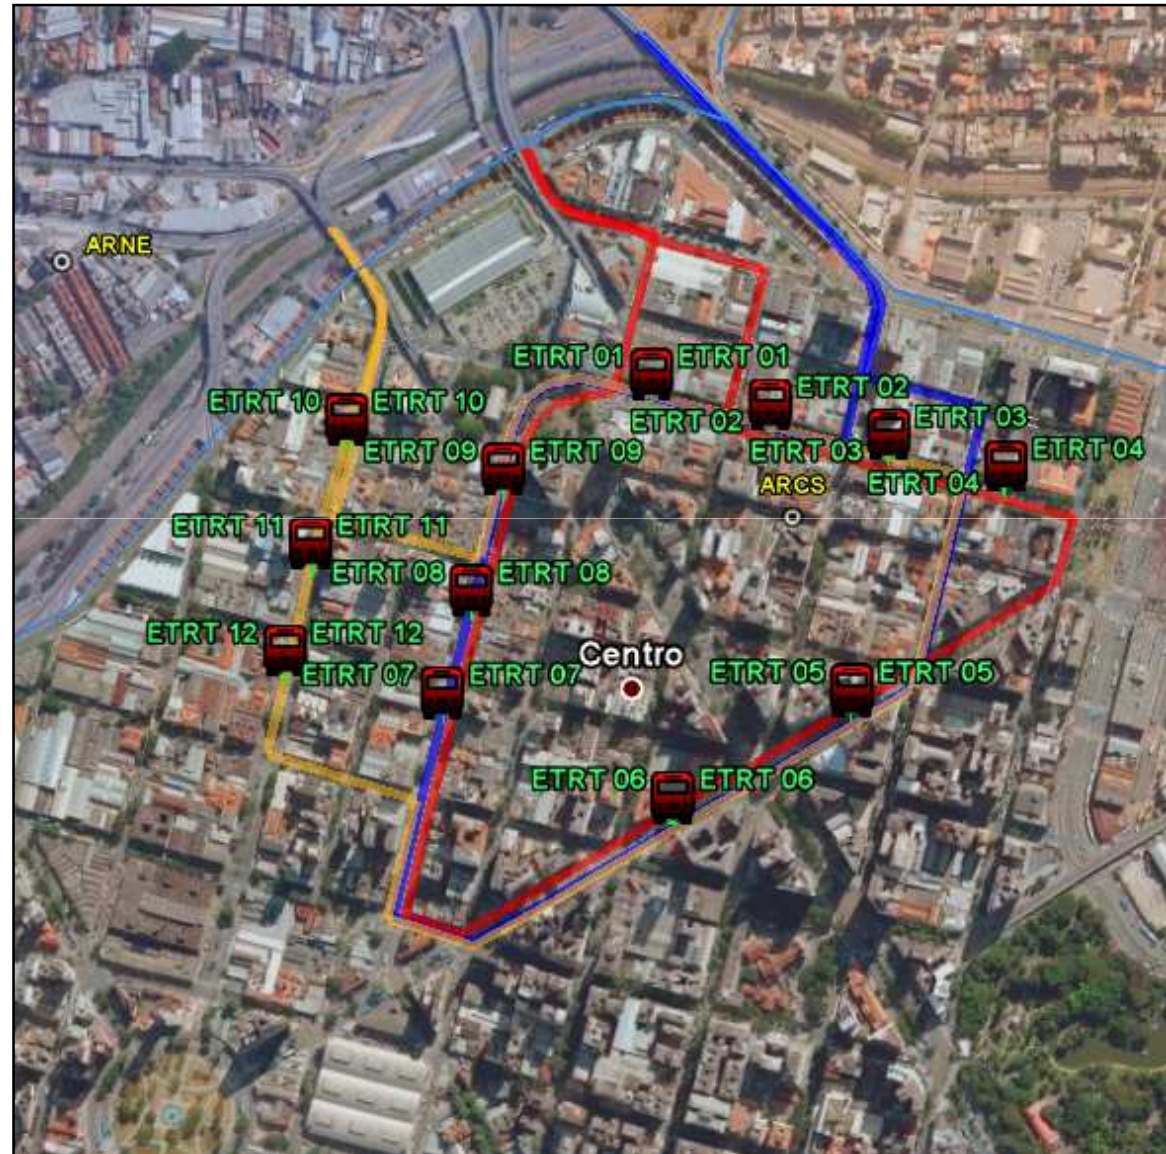 ARNE
ETRT 01 ETRT 01
ETRT 02 ETRT 02
ETRT 10 ETRT 10
ETRT 03 ETRT 03
ETRT 09 ETRT 09
ETRT 04 ETRT 04
ARCS
ETRT 11 ETRT 11
ETRT 08 ETRT 08
ETRT 12 ETRT 12
Centro
ETRT 07 ETRT 07
ETRT 05 ETRT 05
ETRT 06 ETRT 06